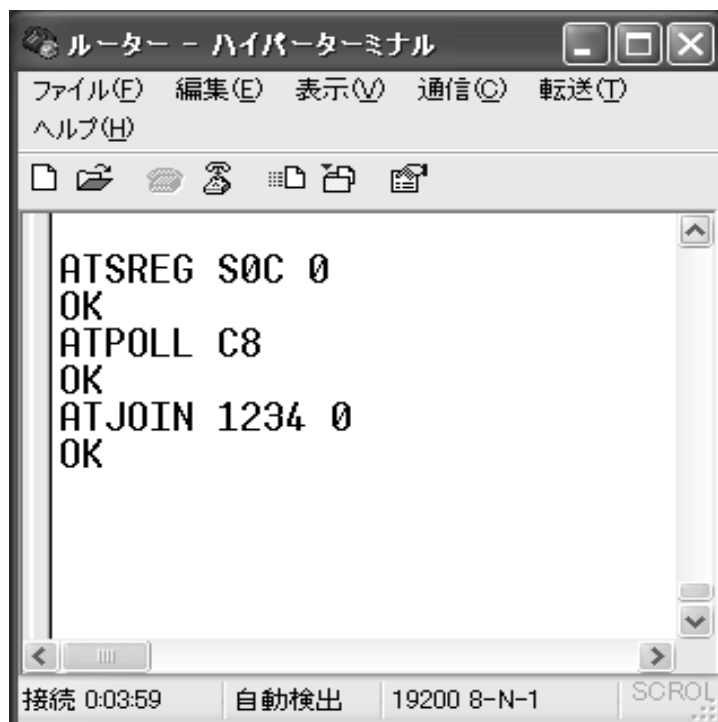 ルーター - ハイパーターミナル
ファイル(F) 編集(E) 表示(V) 通信(C) 転送(T)
ヘルプ(H)
ATSREG S0C 0
OK
ATPOLL C8
OK
ATJOIN 1234 0
OK
接続 0:03:59 自動検出 19200 8-N-1 SCROL